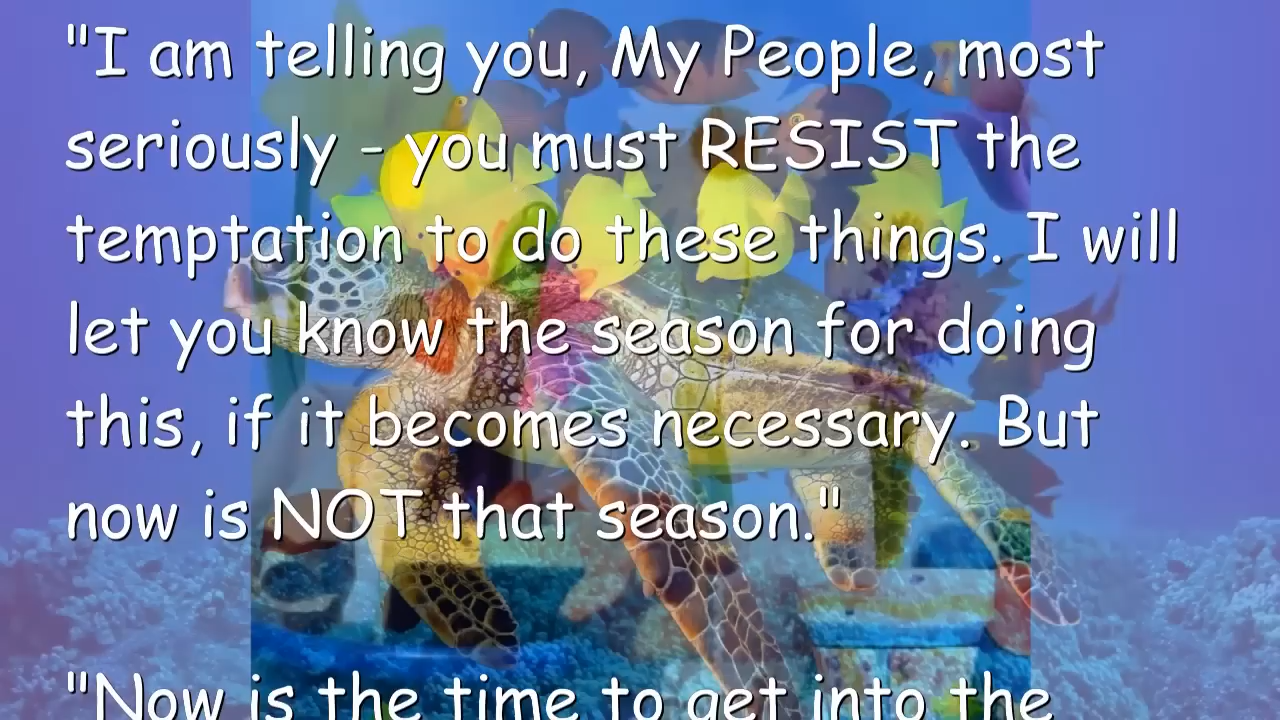 "I am telling you, My People, most
seriously - you must RESIST the
temptation to do these things. I will
let you know the season for doing
this, if it becomes necessary. But
now is NOT that season."
"Now is the time to get into the